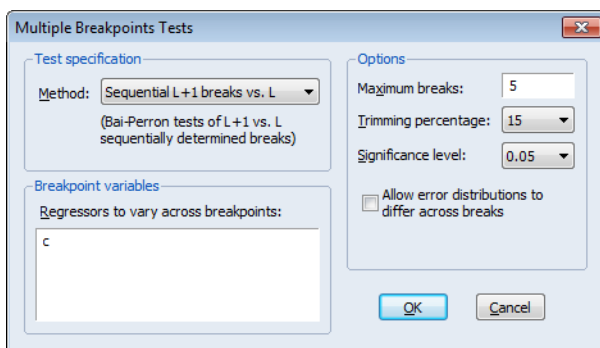 Multiple Breakpoints Tests
Test specification
Method: Sequential L+1 breaks vs. L
(Bai-Perron tests of L+1 vs. L
sequentially determined breaks)
Breakpoint variables
Regressors to vary across breakpoints:
c
Options
Maximum breaks: 5
Trimming percentage: 15
Significance level: 0.05
Allow error distributions to
differ across breaks
OK Cancel